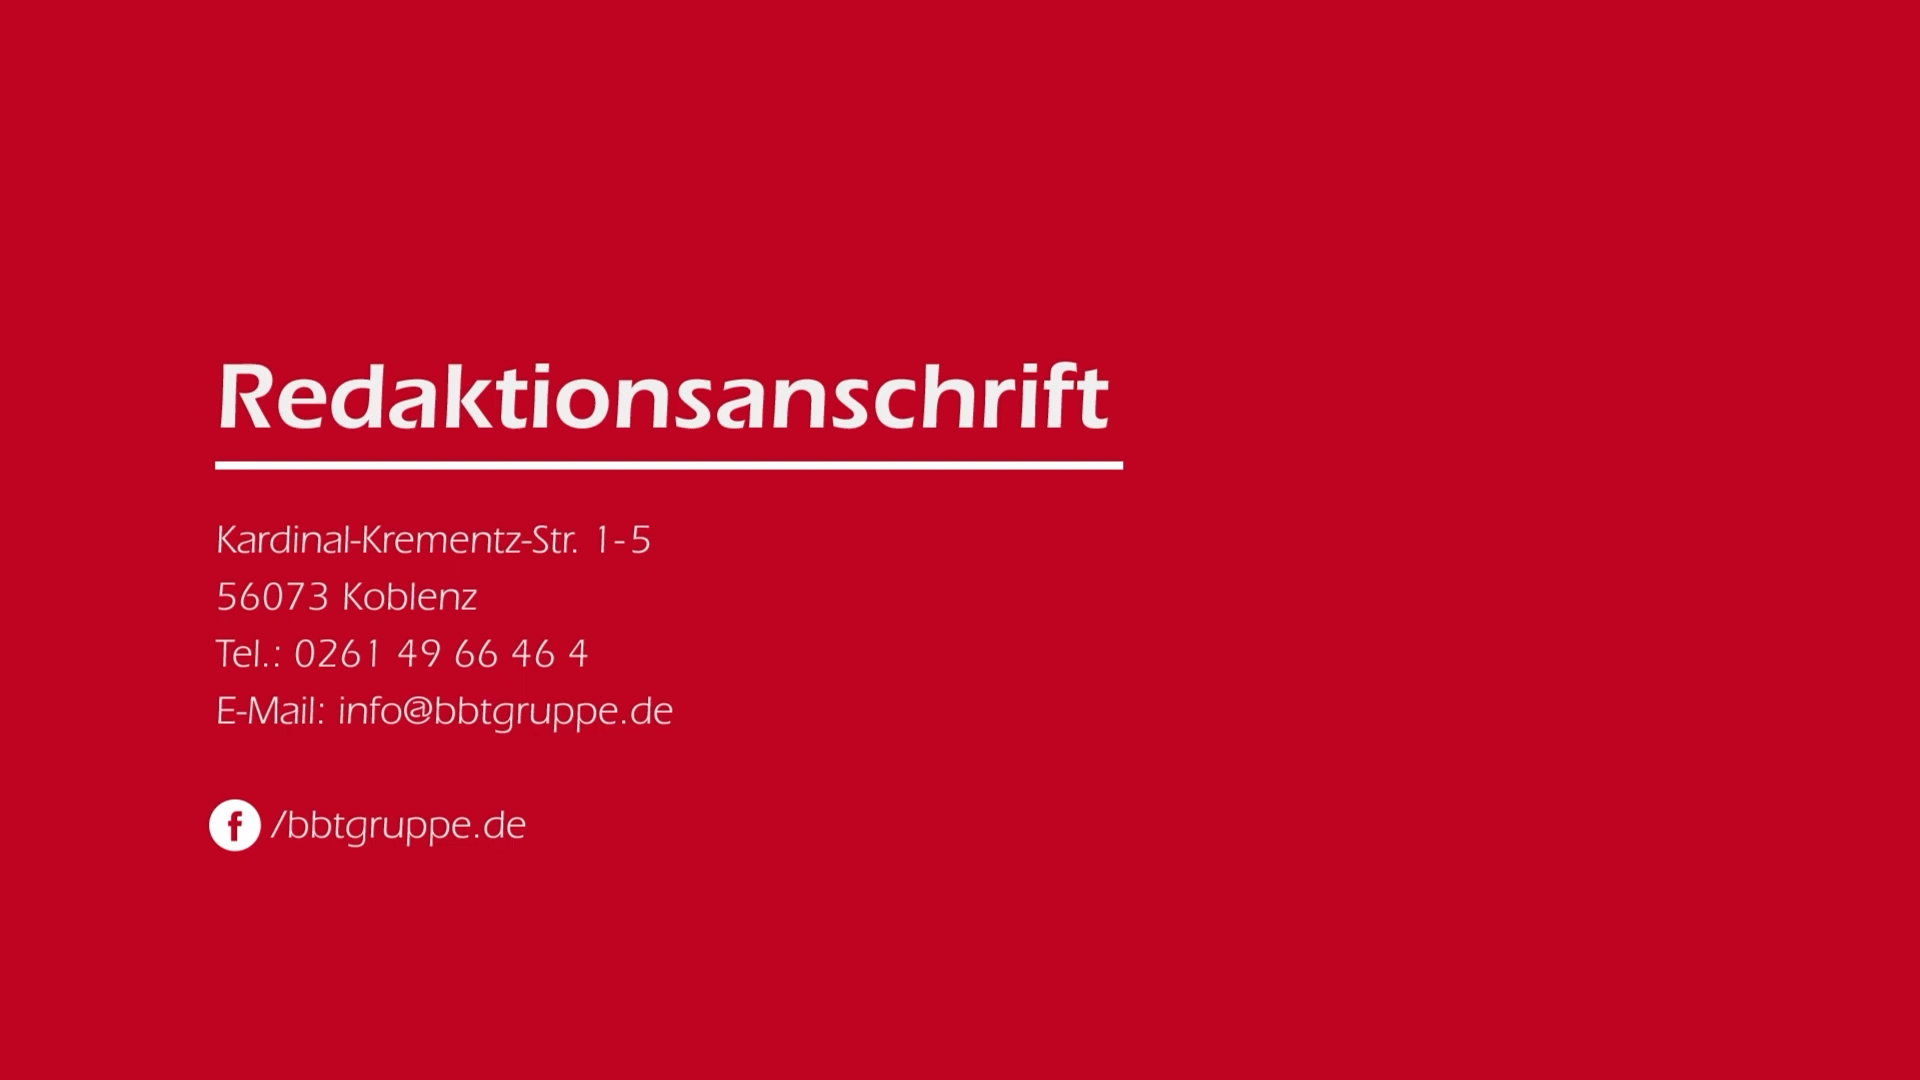 Redaktionsanschrift
Kardinal-Krementz-Str. 1-5
56073 Koblenz
Tel.: 0261 49 66 46 4
E-Mail: info@bbtgruppe.de
f /bbtgruppe.de